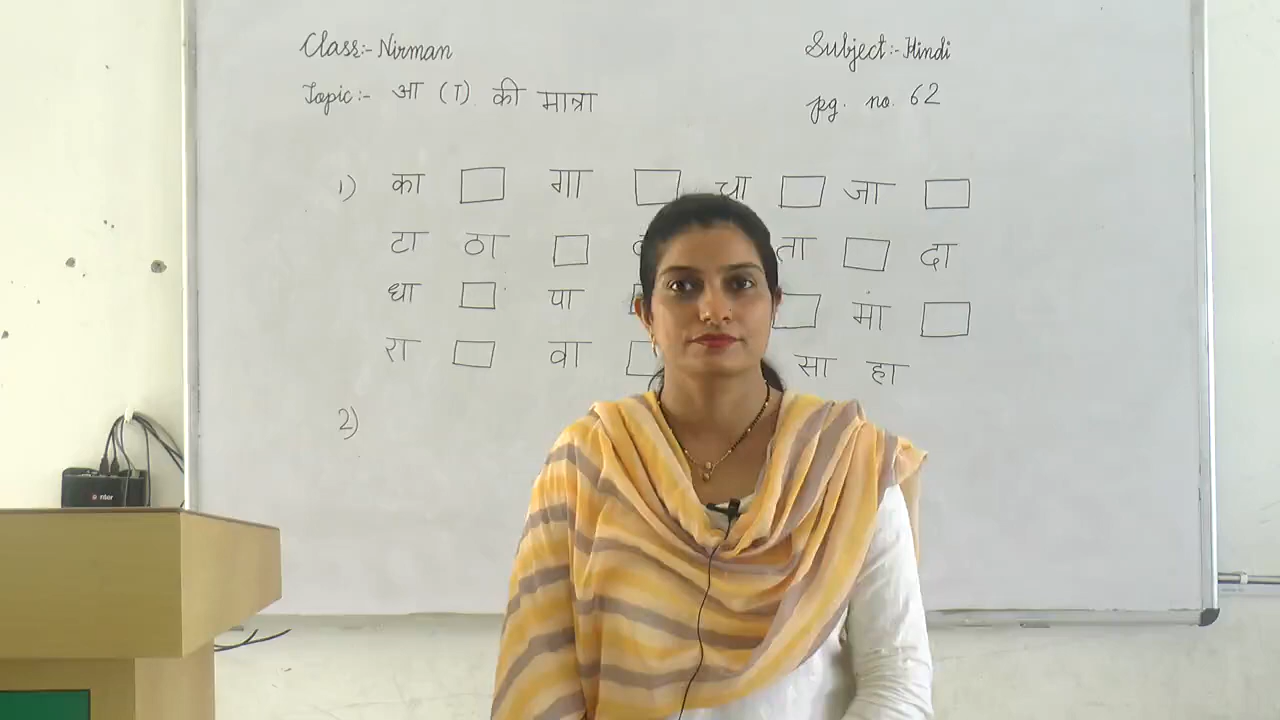 Class:- Nirman
Subject:- Hindi
Topic:- आ (ा) की मात्रा
pg. no. 62
1) का □ गा □ चा □ जा □
टा ठा □ ता □ दा
धा □ पा □ मा □
रा □ वा □ सा हा
2)